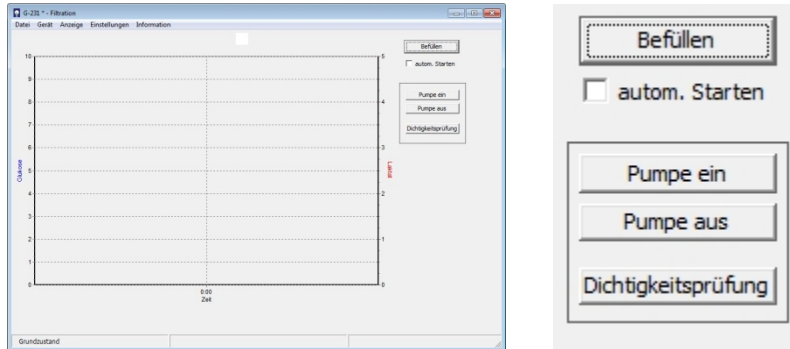 G-231 * - Filtration
Datei Gerät Anzeige Einstellungen Information
Befüllen
autom. Starten
Pumpe ein
Pumpe aus
Dichtigkeitsprüfung
10
9
8
7
6
5
4
3
2
1
0
Glukose
5
4
3
2
1
0
Laktat
0:00
Zeit
Grundzustand
Befüllen
autom. Starten
Pumpe ein
Pumpe aus
Dichtigkeitsprüfung